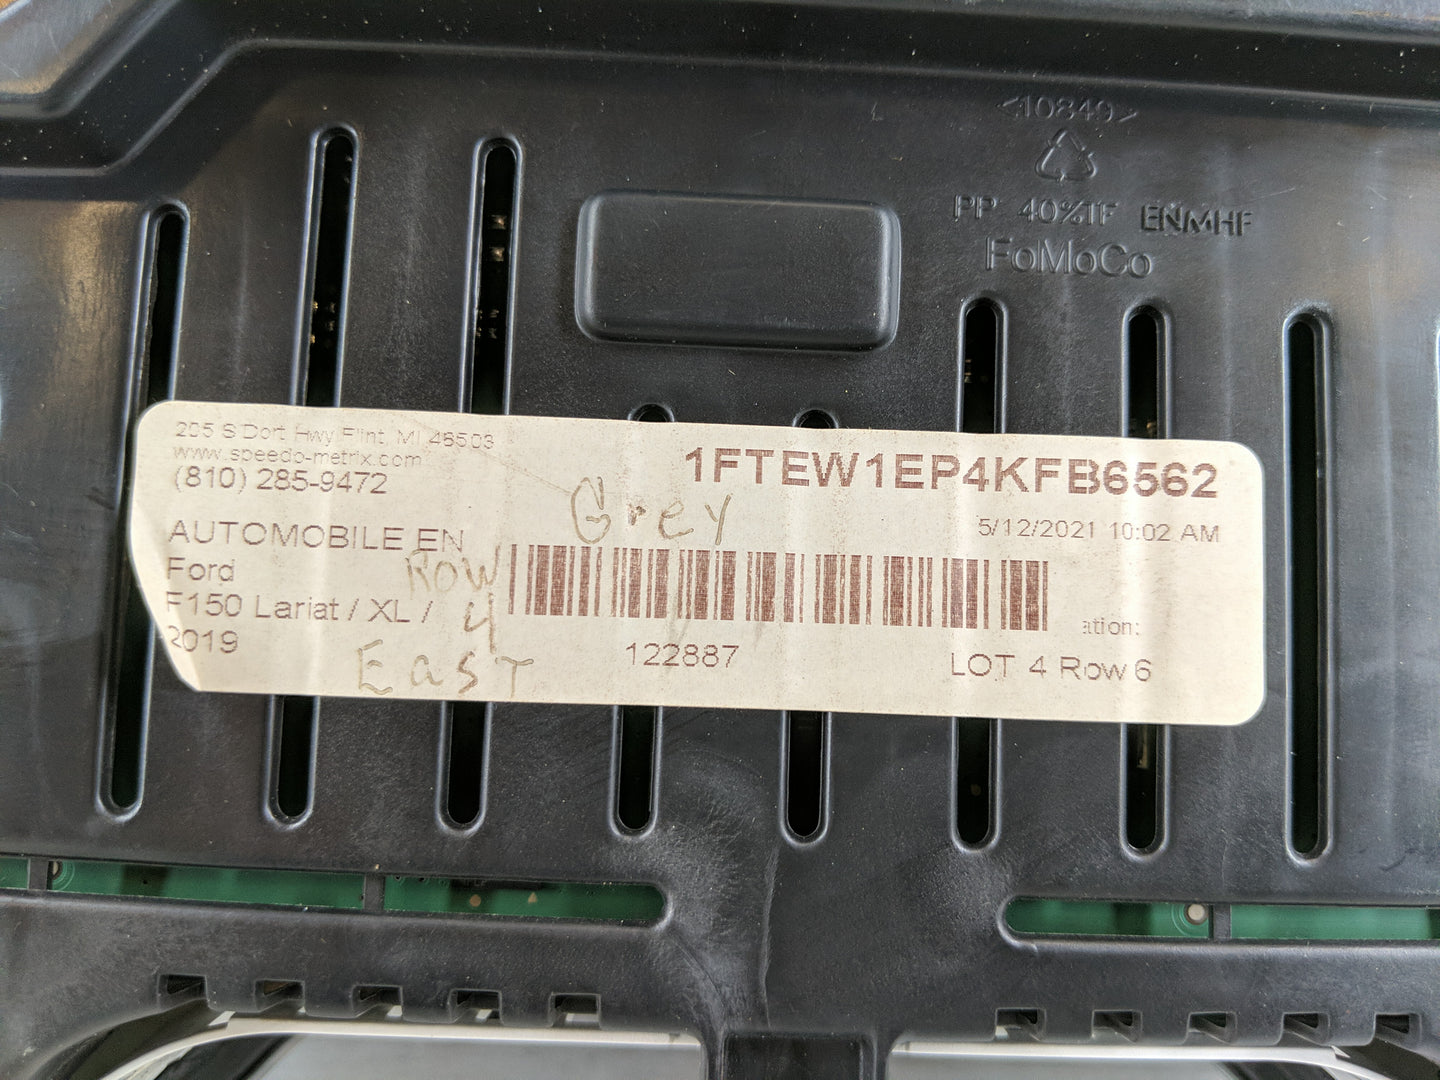 <10849>
PP 40%TF ENMHF
FoMoCo
205 S Dort Hwy Flint, MI 48503
www.speedo-metrix.com
(810) 285-9472
1FTEW1EP4KFB6562
5/12/2021 10:02 AM
Grey
AUTOMOBILE EN
Ford
Row
F150 Lariat / XL /
4
2019
East
122887
ation:
LOT 4 Row 6